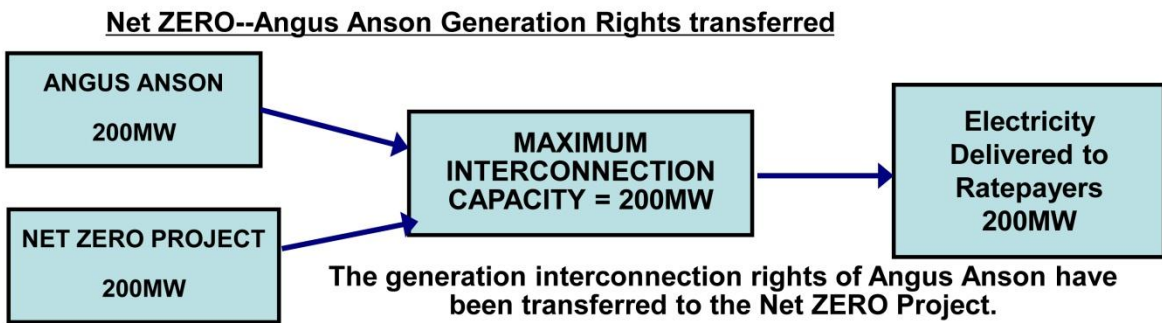 Net ZERO--Angus Anson Generation Rights transferred
ANGUS ANSON
200MW
NET ZERO PROJECT
200MW
MAXIMUM
INTERCONNECTION
CAPACITY = 200MW
Electricity
Delivered to
Ratepayers
200MW
The generation interconnection rights of Angus Anson have
been transferred to the Net ZERO Project.